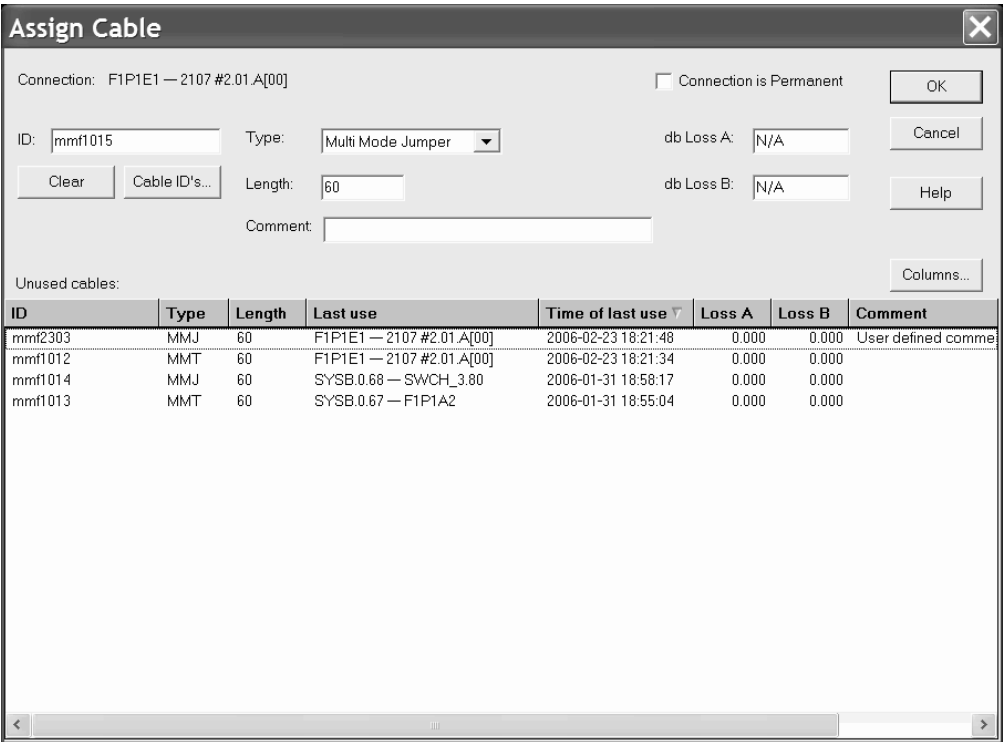 Assign Cable
Connection: F1P1E1 — 2107 #2.01.A[00]
Connection is Permanent
OK
ID: mmf1015
Type: Multi Mode Jumper
db Loss A: N/A
Cancel
Clear
Cable ID's...
Length: 60
db Loss B: N/A
Help
Comment:
Columns...
Unused cables:
ID Type Length Last use Time of last use Loss A Loss B Comment
mmf2303 MMJ 60 F1P1E1 — 2107 #2.01.A[00] 2006-02-23 18:21:48 0.000 0.000 User defined comme
mmf1012 MMT 60 F1P1E1 — 2107 #2.01.A[00] 2006-02-23 18:21:34 0.000 0.000
mmf1014 MMJ 60 SYSB.0.68 — SWCH_3.80 2006-01-31 18:58:17 0.000 0.000
mmf1013 MMT 60 SYSB.0.67 — F1P1A2 2006-01-31 18:55:04 0.000 0.000